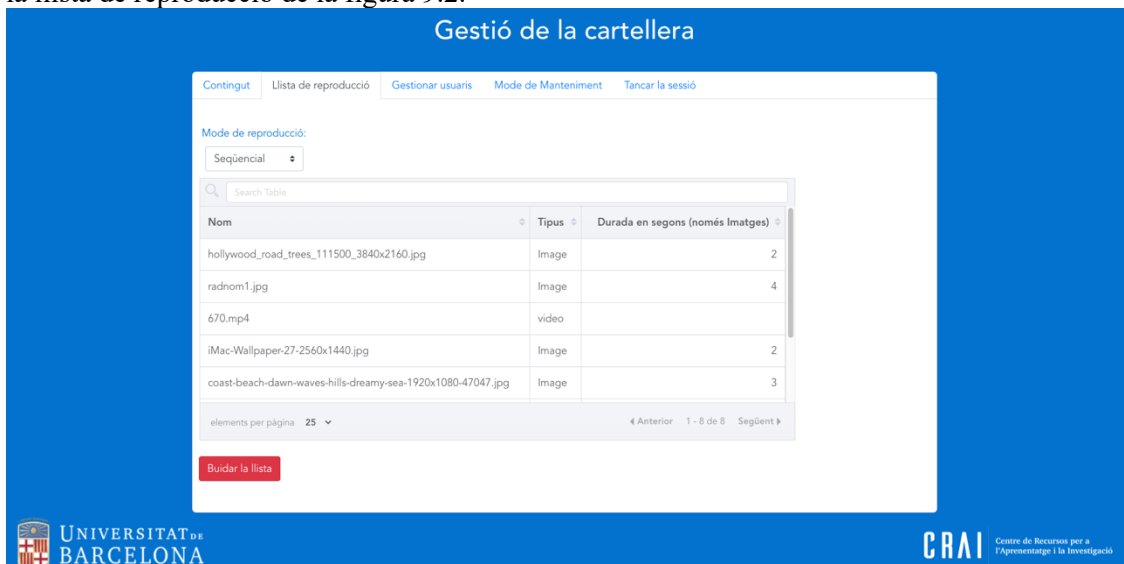 la llista de reproducció de la figura 9.2.
Gestió de la cartellera
Contingut Llista de reproducció Gestionar usuaris Mode de Manteniment Tancar la sessió
Mode de reproducció:
Seqüencial
Search Table
Nom Tipus Durada en segons (només Imatges)
hollywood_road_trees_111500_3840x2160.jpg Image 2
radnom1.jpg Image 4
670.mp4 video
iMac-Wallpaper-27-2560x1440.jpg Image 2
coast-beach-dawn-waves-hills-dreamy-sea-1920x1080-47047.jpg Image 3
elements per pàgina 25 Anterior 1 - 8 de 8 Següent
Buidar la llista
UNIVERSITAT DE
BARCELONA
CRAI
Centre de Recursos per a
l'Aprenentatge i la Investigació